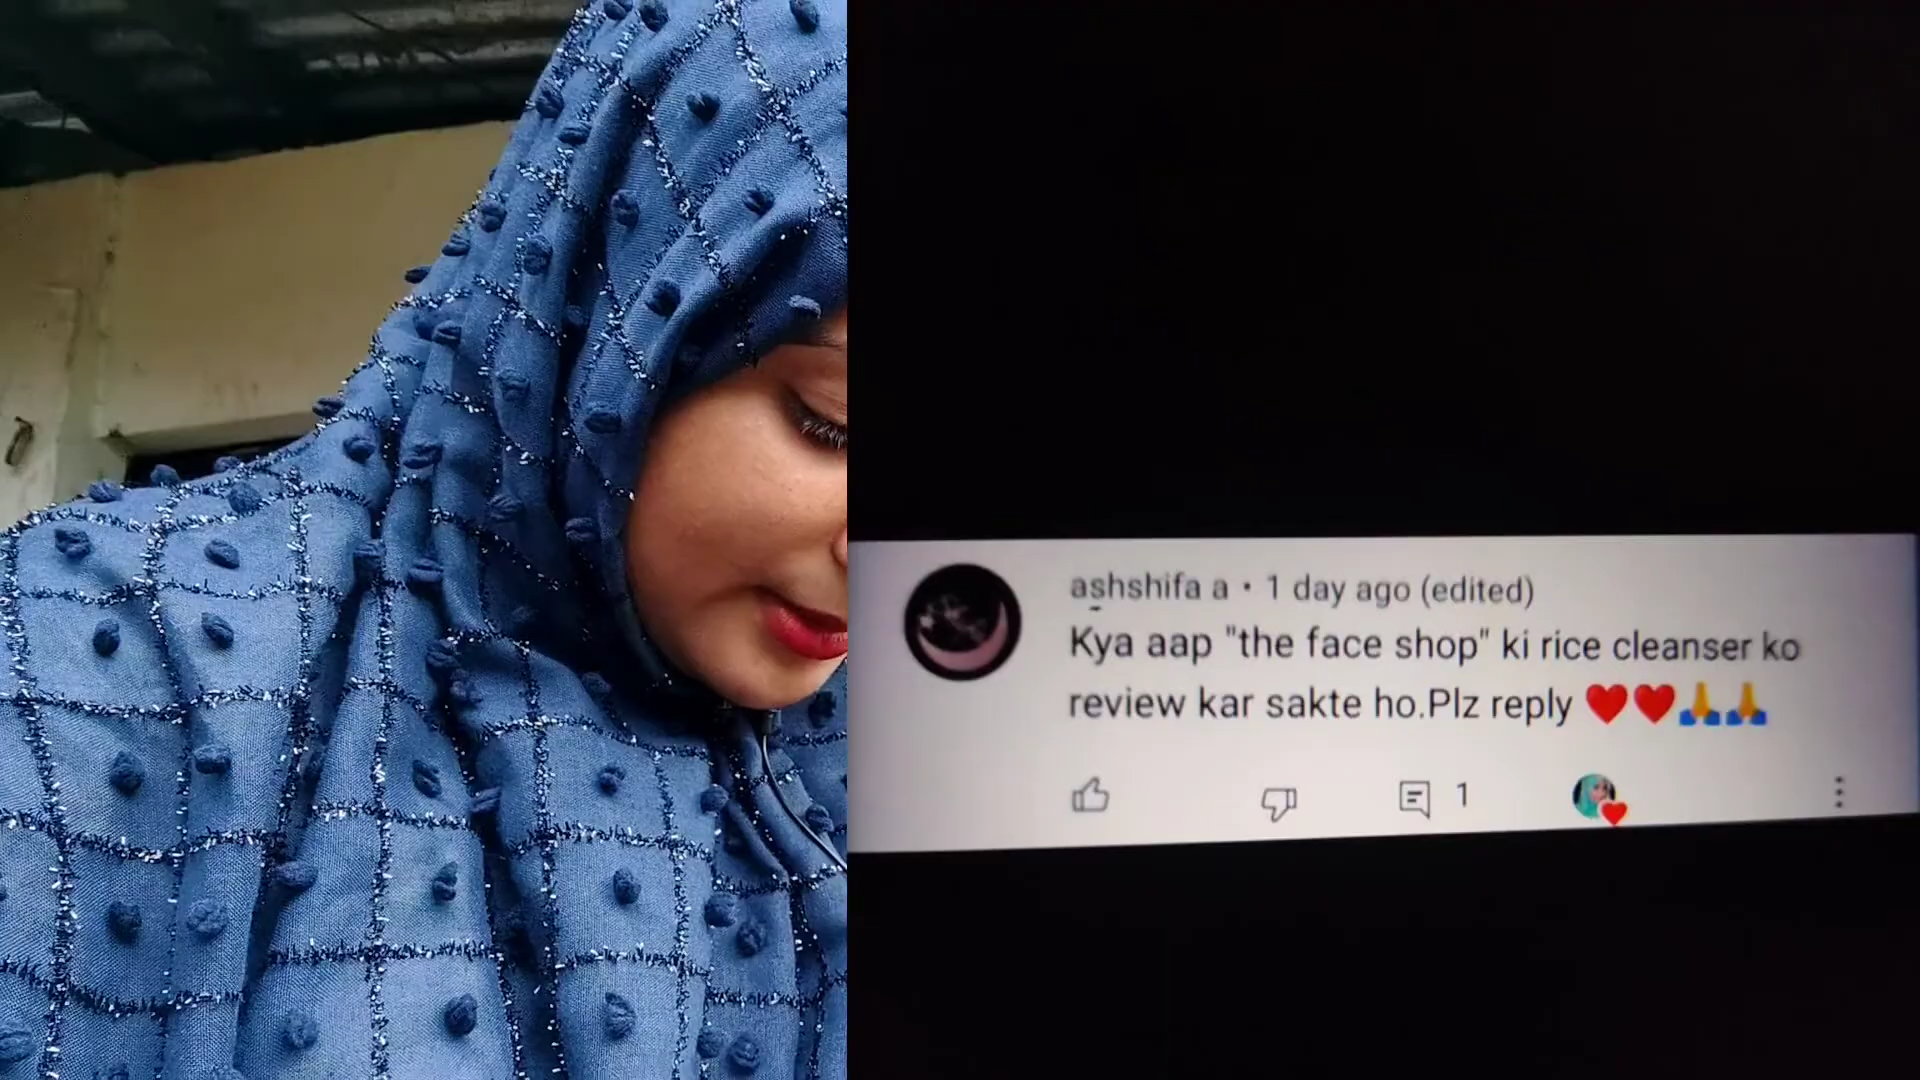 ashshifa a • 1 day ago (edited)
Kya aap "the face shop" ki rice cleanser ko
review kar sakte ho.Plz reply ❤️❤️🙏🙏
1